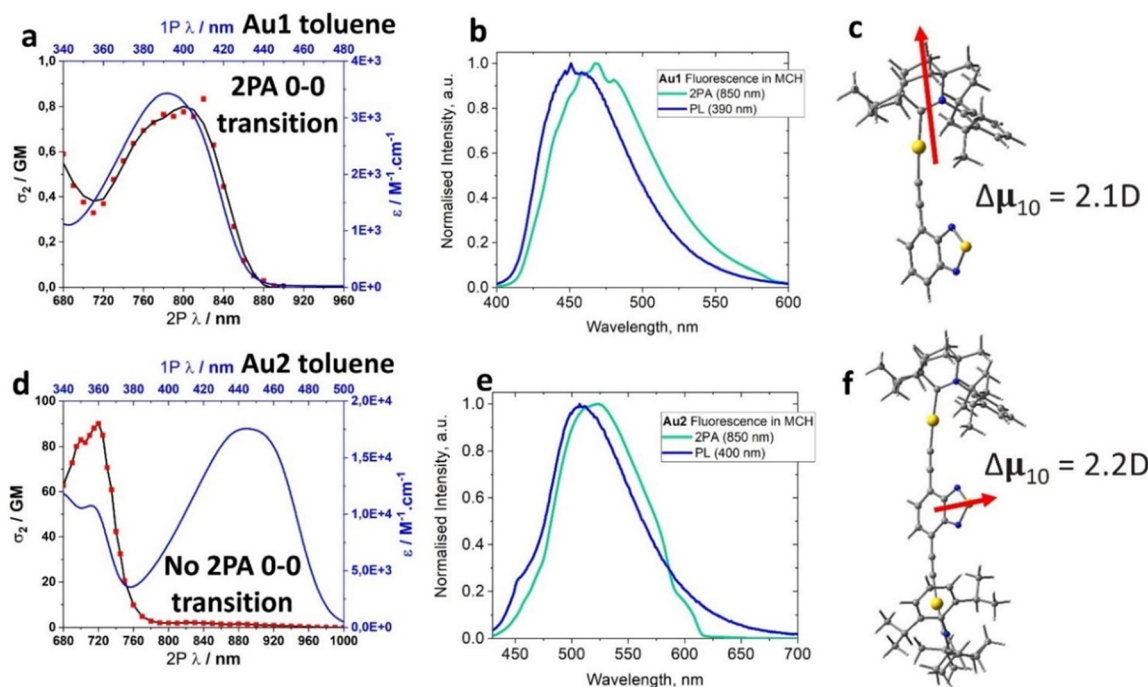 a
1P λ / nm Au1 toluene
340 360 380 400 420 440 460 480
2PA 0-0
transition
1,0
0,8
0,6
0,4
0,2
0,0
σ₂ / GM
4E+3
3E+3
2E+3
1E+3
0E+3
ε / M⁻¹.cm⁻¹
680 720 760 800 840 880 920 960
2P λ / nm
b
Au1 Fluorescence in MCH
2PA (850 nm)
PL (390 nm)
1.0
0.8
0.6
0.4
0.2
0.0
Normalised Intensity, a.u.
400 450 500 550 600
Wavelength, nm
c
Δμ₁₀ = 2.1D
d
1P λ / nm Au2 toluene
340 360 380 400 420 440 460 480 500
No 2PA 0-0
transition
100
80
60
40
20
0
σ₂ / GM
2,0E+4
1,5E+4
1,0E+4
5,0E+3
0,0E+0
ε / M⁻¹.cm⁻¹
680 720 760 800 840 880 920 960 1000
2P λ / nm
e
Au2 Fluorescence in MCH
2PA (850 nm)
PL (400 nm)
1.0
0.8
0.6
0.4
0.2
0.0
Normalised Intensity, a.u.
450 500 550 600 650 700
Wavelength, nm
f
Δμ₁₀ = 2.2D